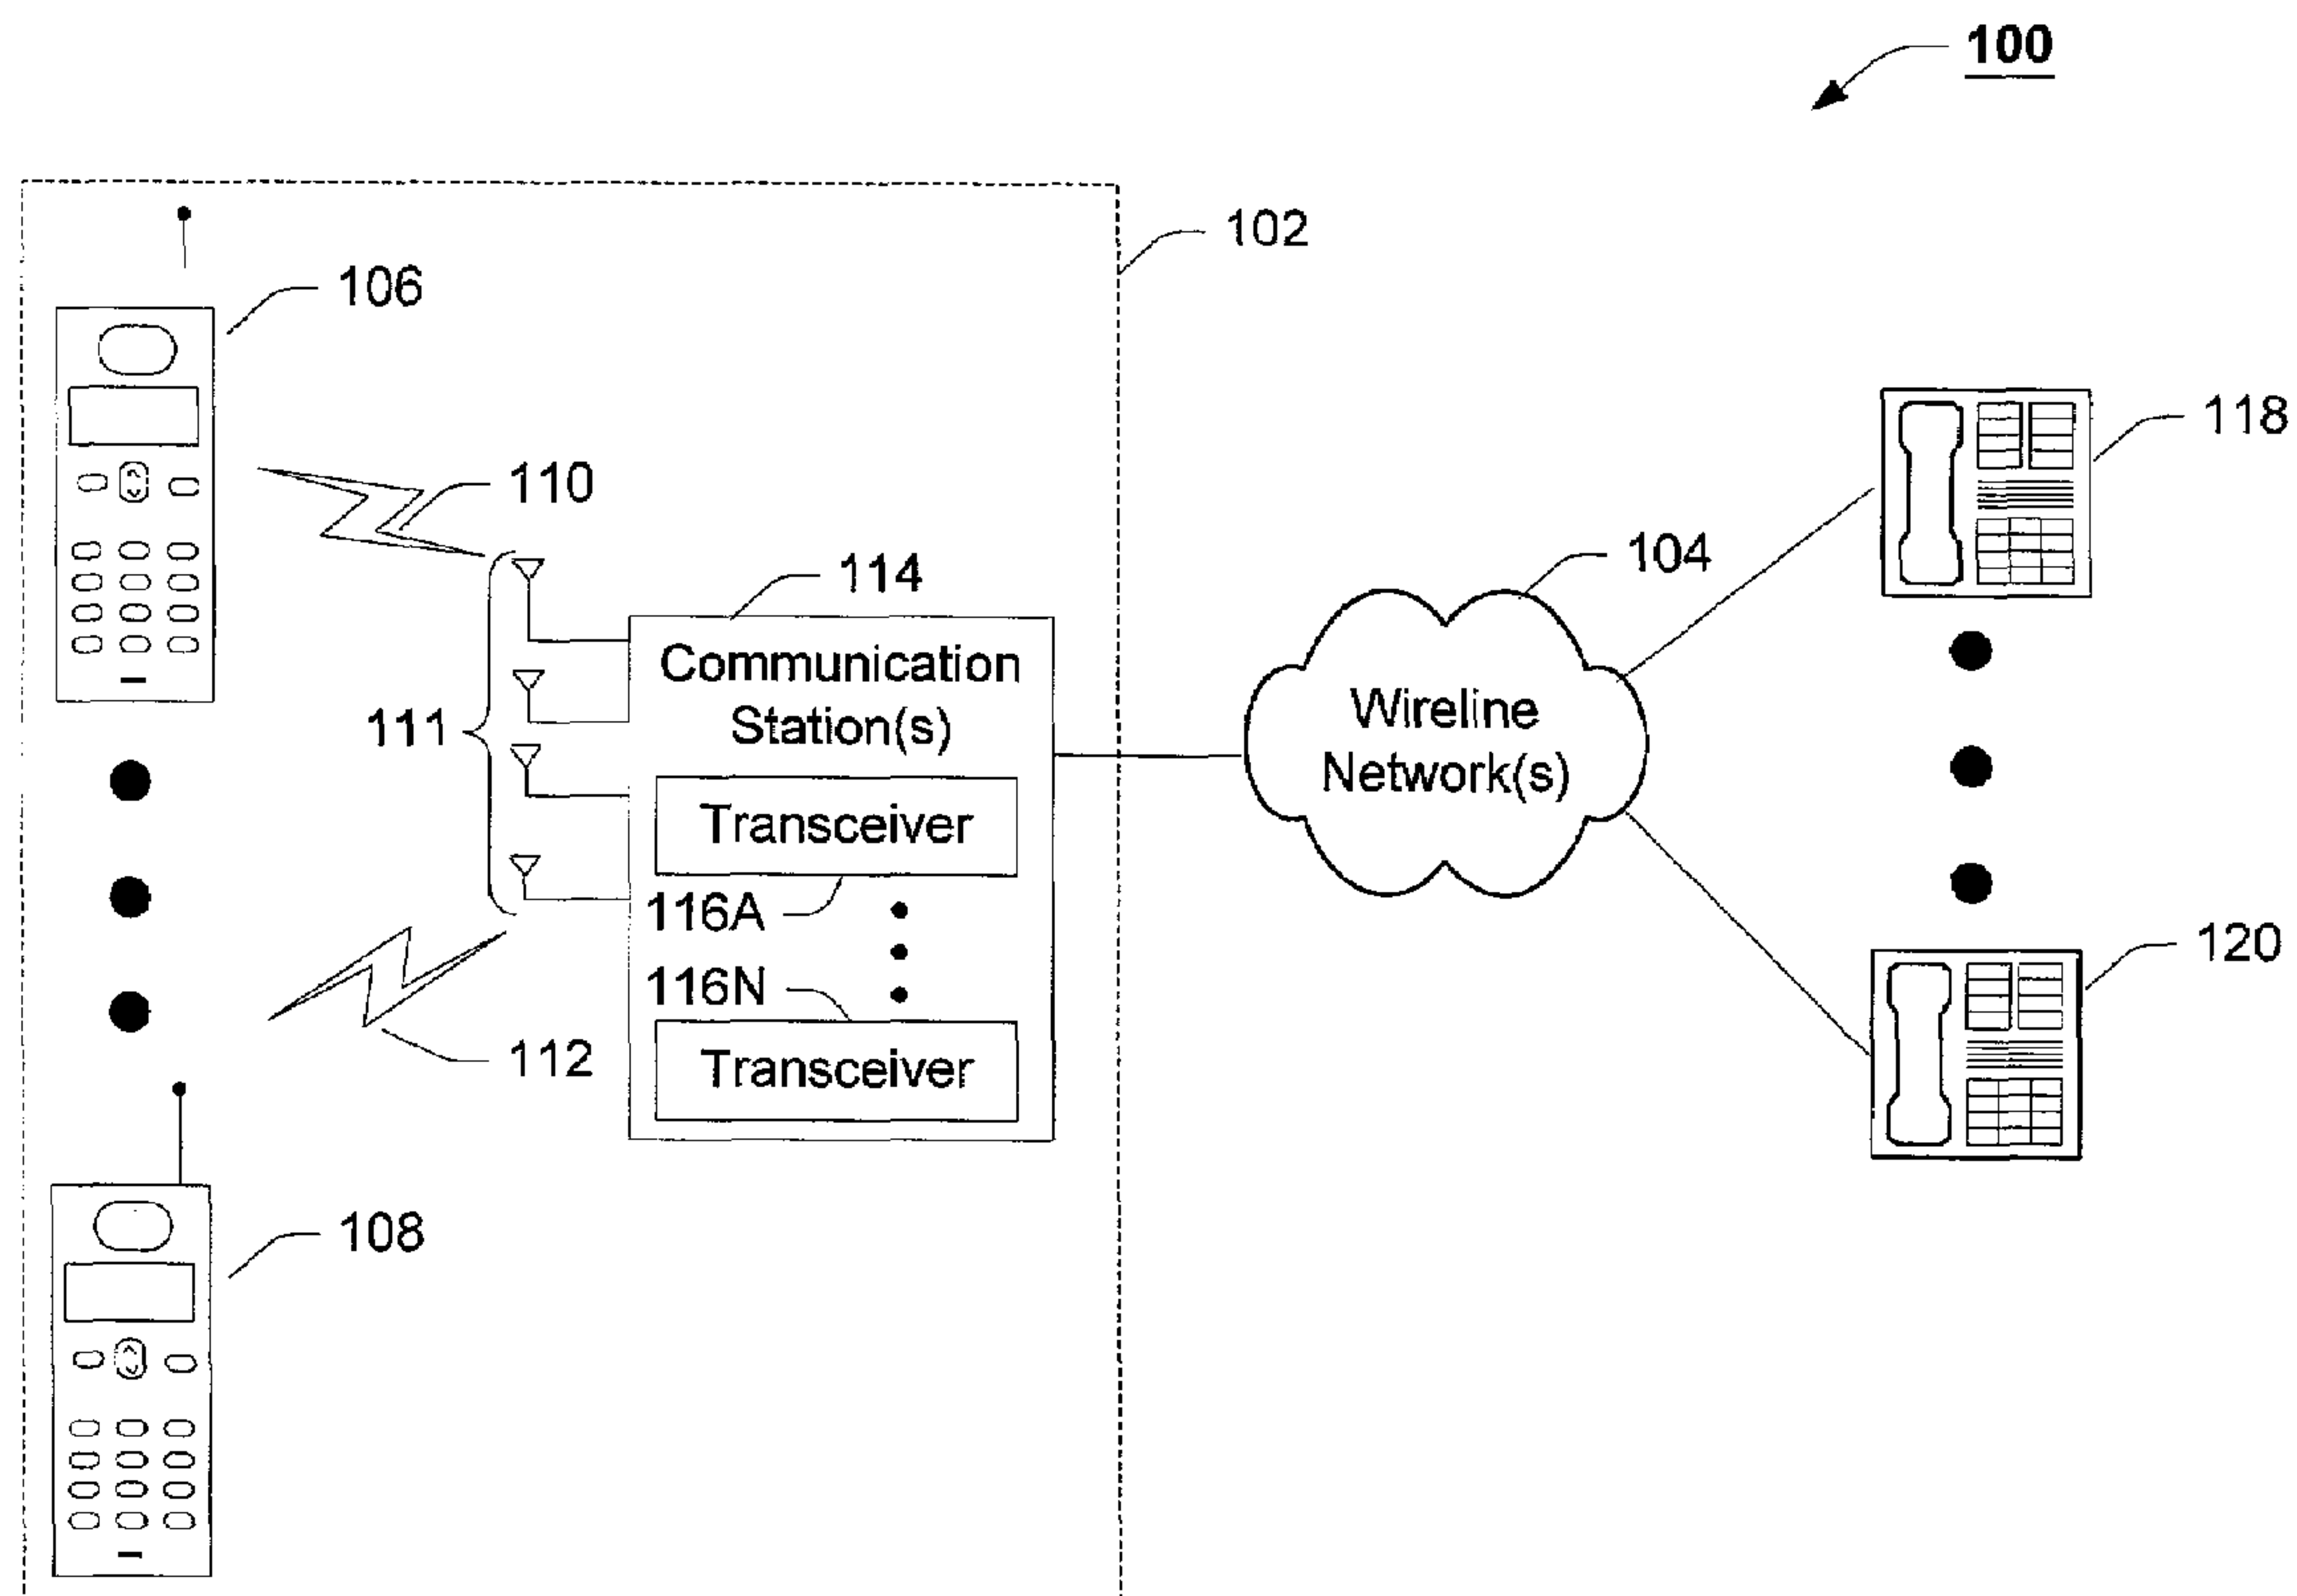 100
102
106
110
118
104
114
Communication
Station(s)
111
Wireline
Network(s)
Transceiver
116A
120
116N
112
Transceiver
108